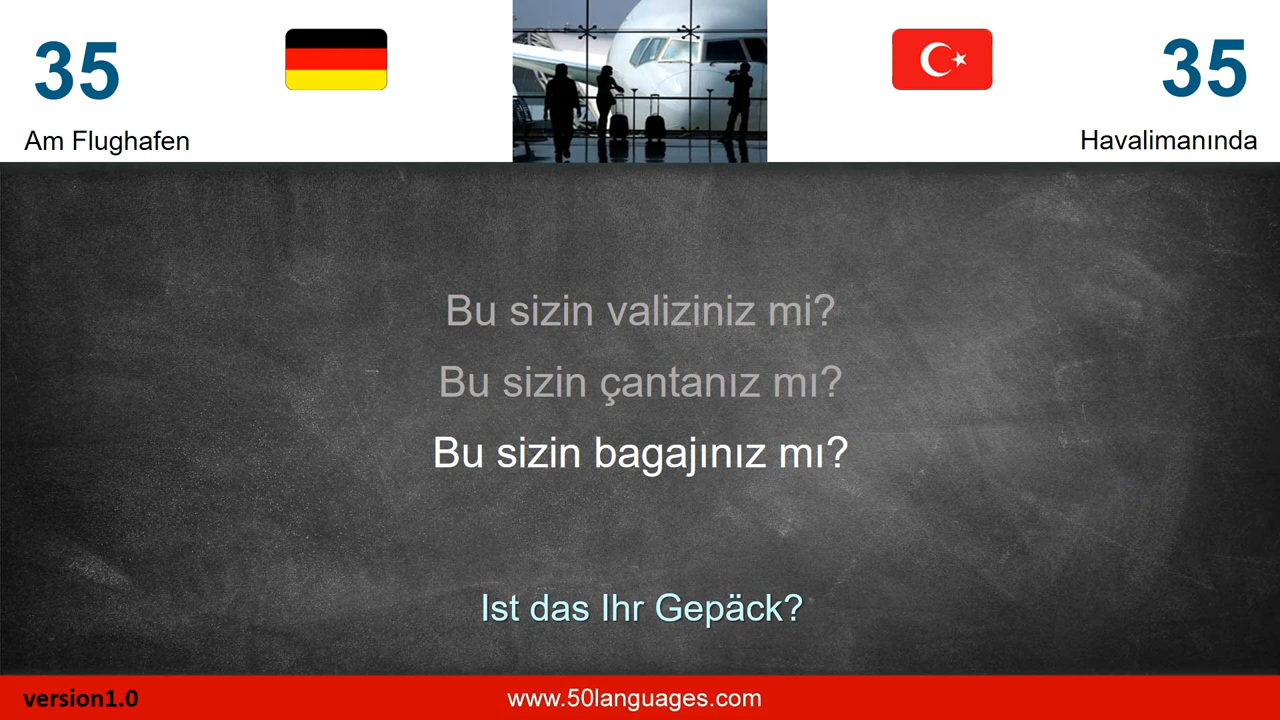 35
35
Am Flughafen
Havalimanında
Bu sizin valiziniz mi?
Bu sizin çantanız mı?
Bu sizin bagajınız mı?
Ist das Ihr Gepäck?
version1.0
www.50languages.com